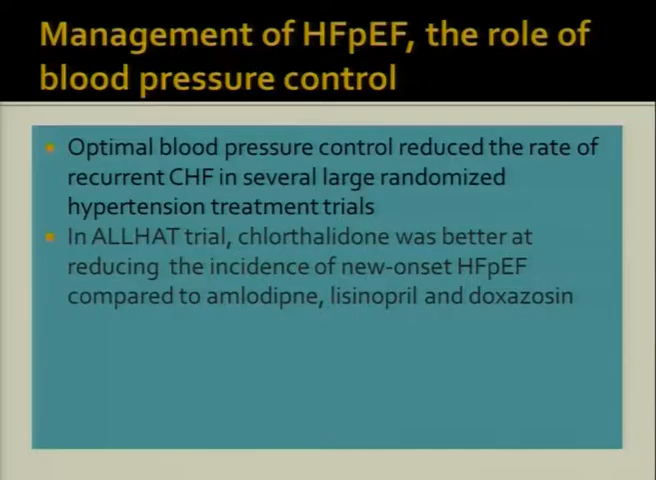 Management of HFpEF, the role of
blood pressure control
Optimal blood pressure control reduced the rate of
recurrent CHF in several large randomized
hypertension treatment trials
In ALLHAT trial, chlorthalidone was better at
reducing the incidence of new-onset HFpEF
compared to amlodipne, lisinopril and doxazosin